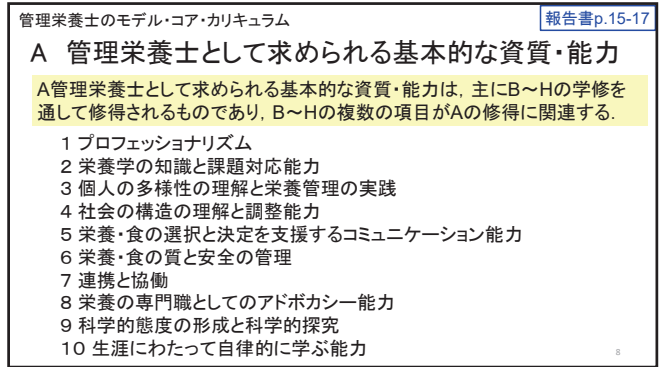 管理栄養士のモデル・コア・カリキュラム
報告書p.15-17
A 管理栄養士として求められる基本的な資質・能力
A管理栄養士として求められる基本的な資質・能力は，主にB～Hの学修を
通して修得されるものであり，B～Hの複数の項目がAの修得に関連する．
1 プロフェッショナリズム
2 栄養学の知識と課題対応能力
3 個人の多様性の理解と栄養管理の実践
4 社会の構造の理解と調整能力
5 栄養・食の選択と決定を支援するコミュニケーション能力
6 栄養・食の質と安全の管理
7 連携と協働
8 栄養の専門職としてのアドボカシー能力
9 科学的態度の形成と科学的探究
10 生涯にわたって自律的に学ぶ能力
8